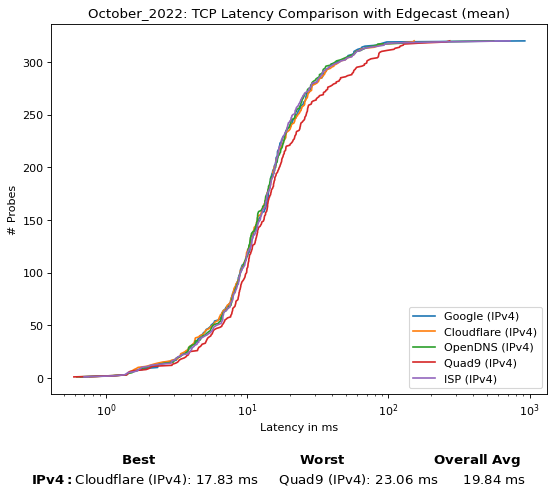 October_2022: TCP Latency Comparison with Edgecast (mean)
300
250
200
150
100
50
0
# Probes
Google (IPv4)
Cloudflare (IPv4)
OpenDNS (IPv4)
Quad9 (IPv4)
ISP (IPv4)
10⁰ 10¹ 10² 10³
Latency in ms
Best Worst Overall Avg
IPv4: Cloudflare (IPv4): 17.83 ms Quad9 (IPv4): 23.06 ms 19.84 ms